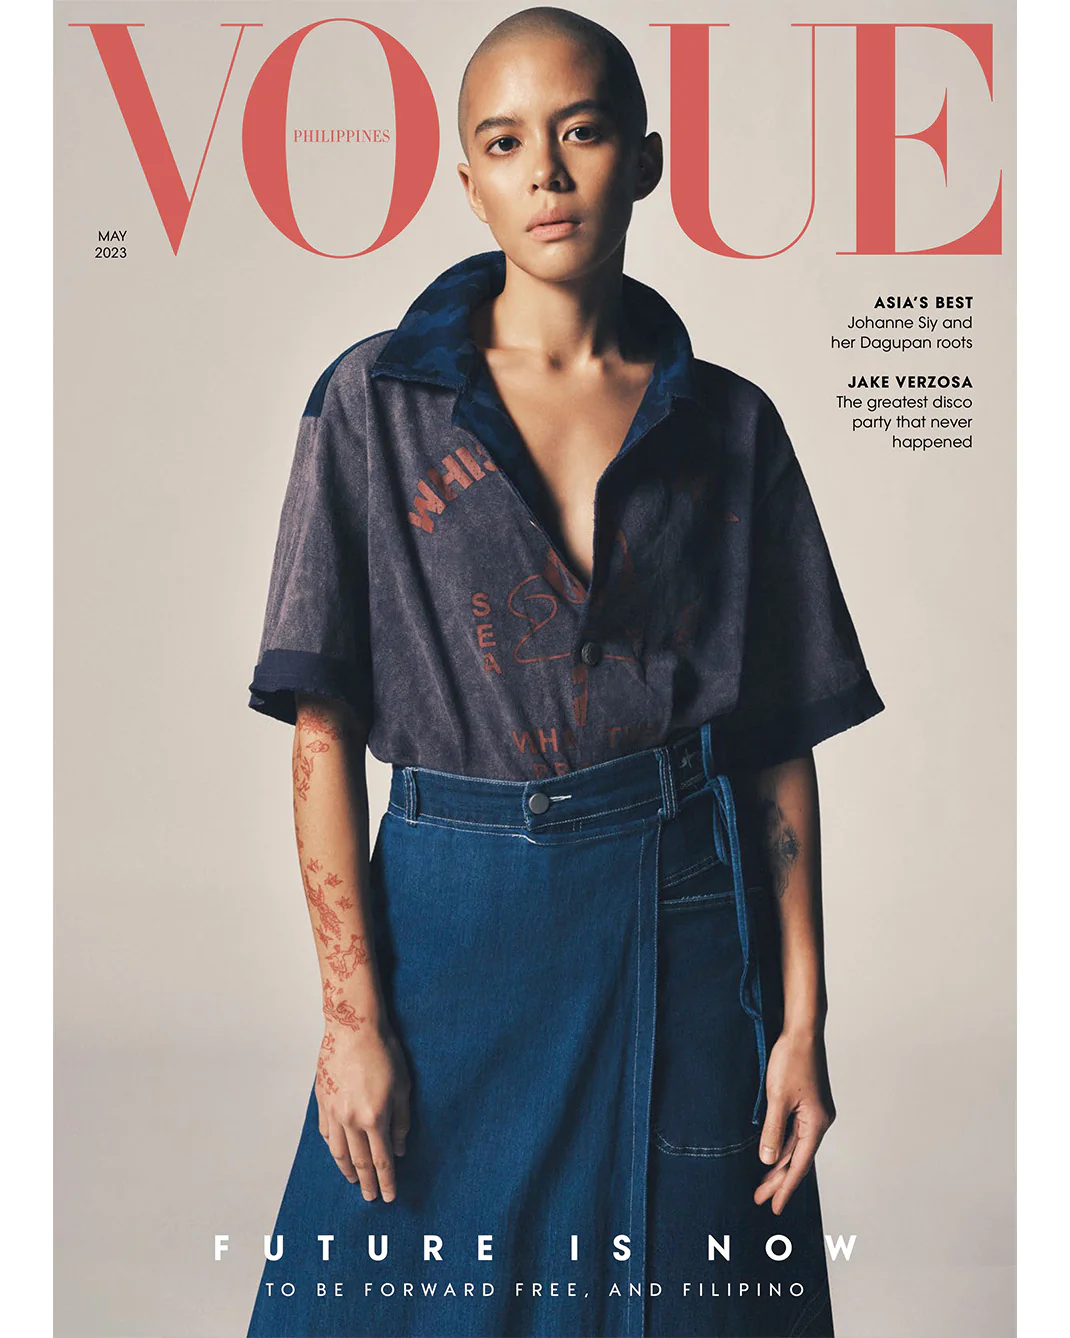 VOGUE
PHILIPPINES
MAY
2023
ASIA'S BEST
Johanne Siy and
her Dagupan roots
JAKE VERZOSA
The greatest disco
party that never
happened
SEA
FUTURE IS NOW
TO BE FORWARD FREE, AND FILIPINO